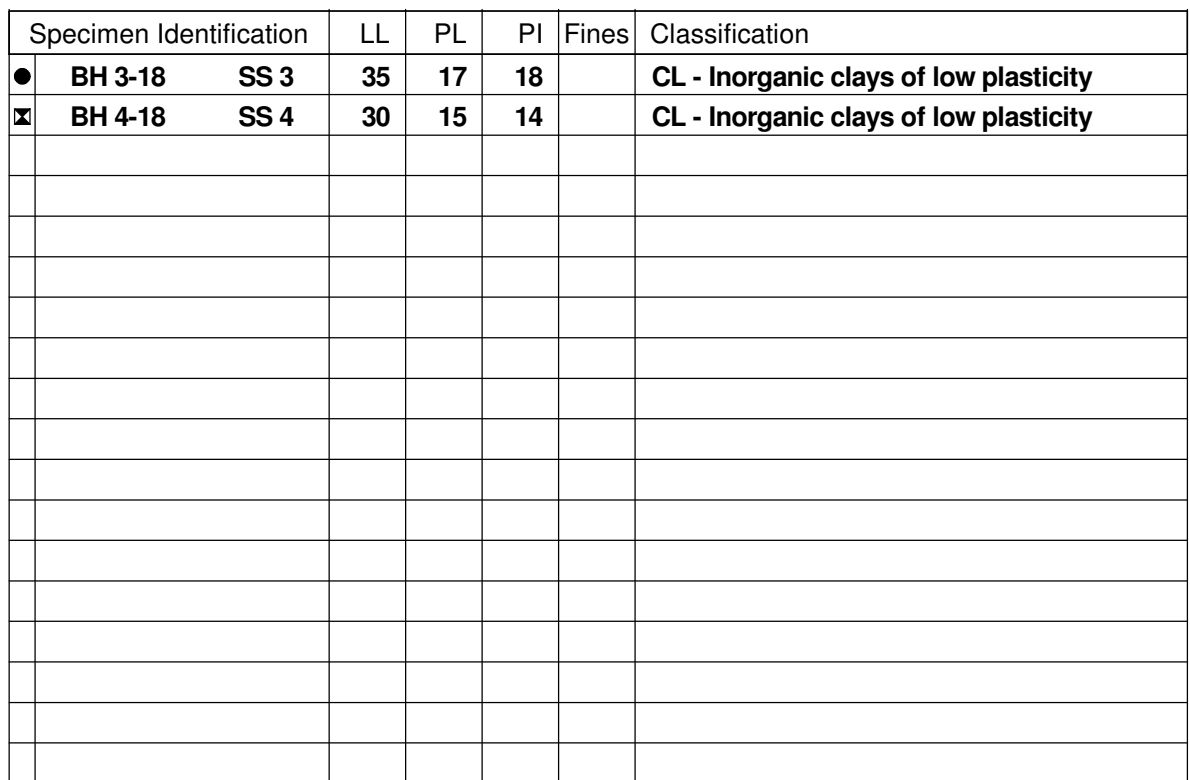 Specimen Identification LL PL PI Fines Classification
BH 3-18 SS 3 35 17 18 CL - Inorganic clays of low plasticity
BH 4-18 SS 4 30 15 14 CL - Inorganic clays of low plasticity